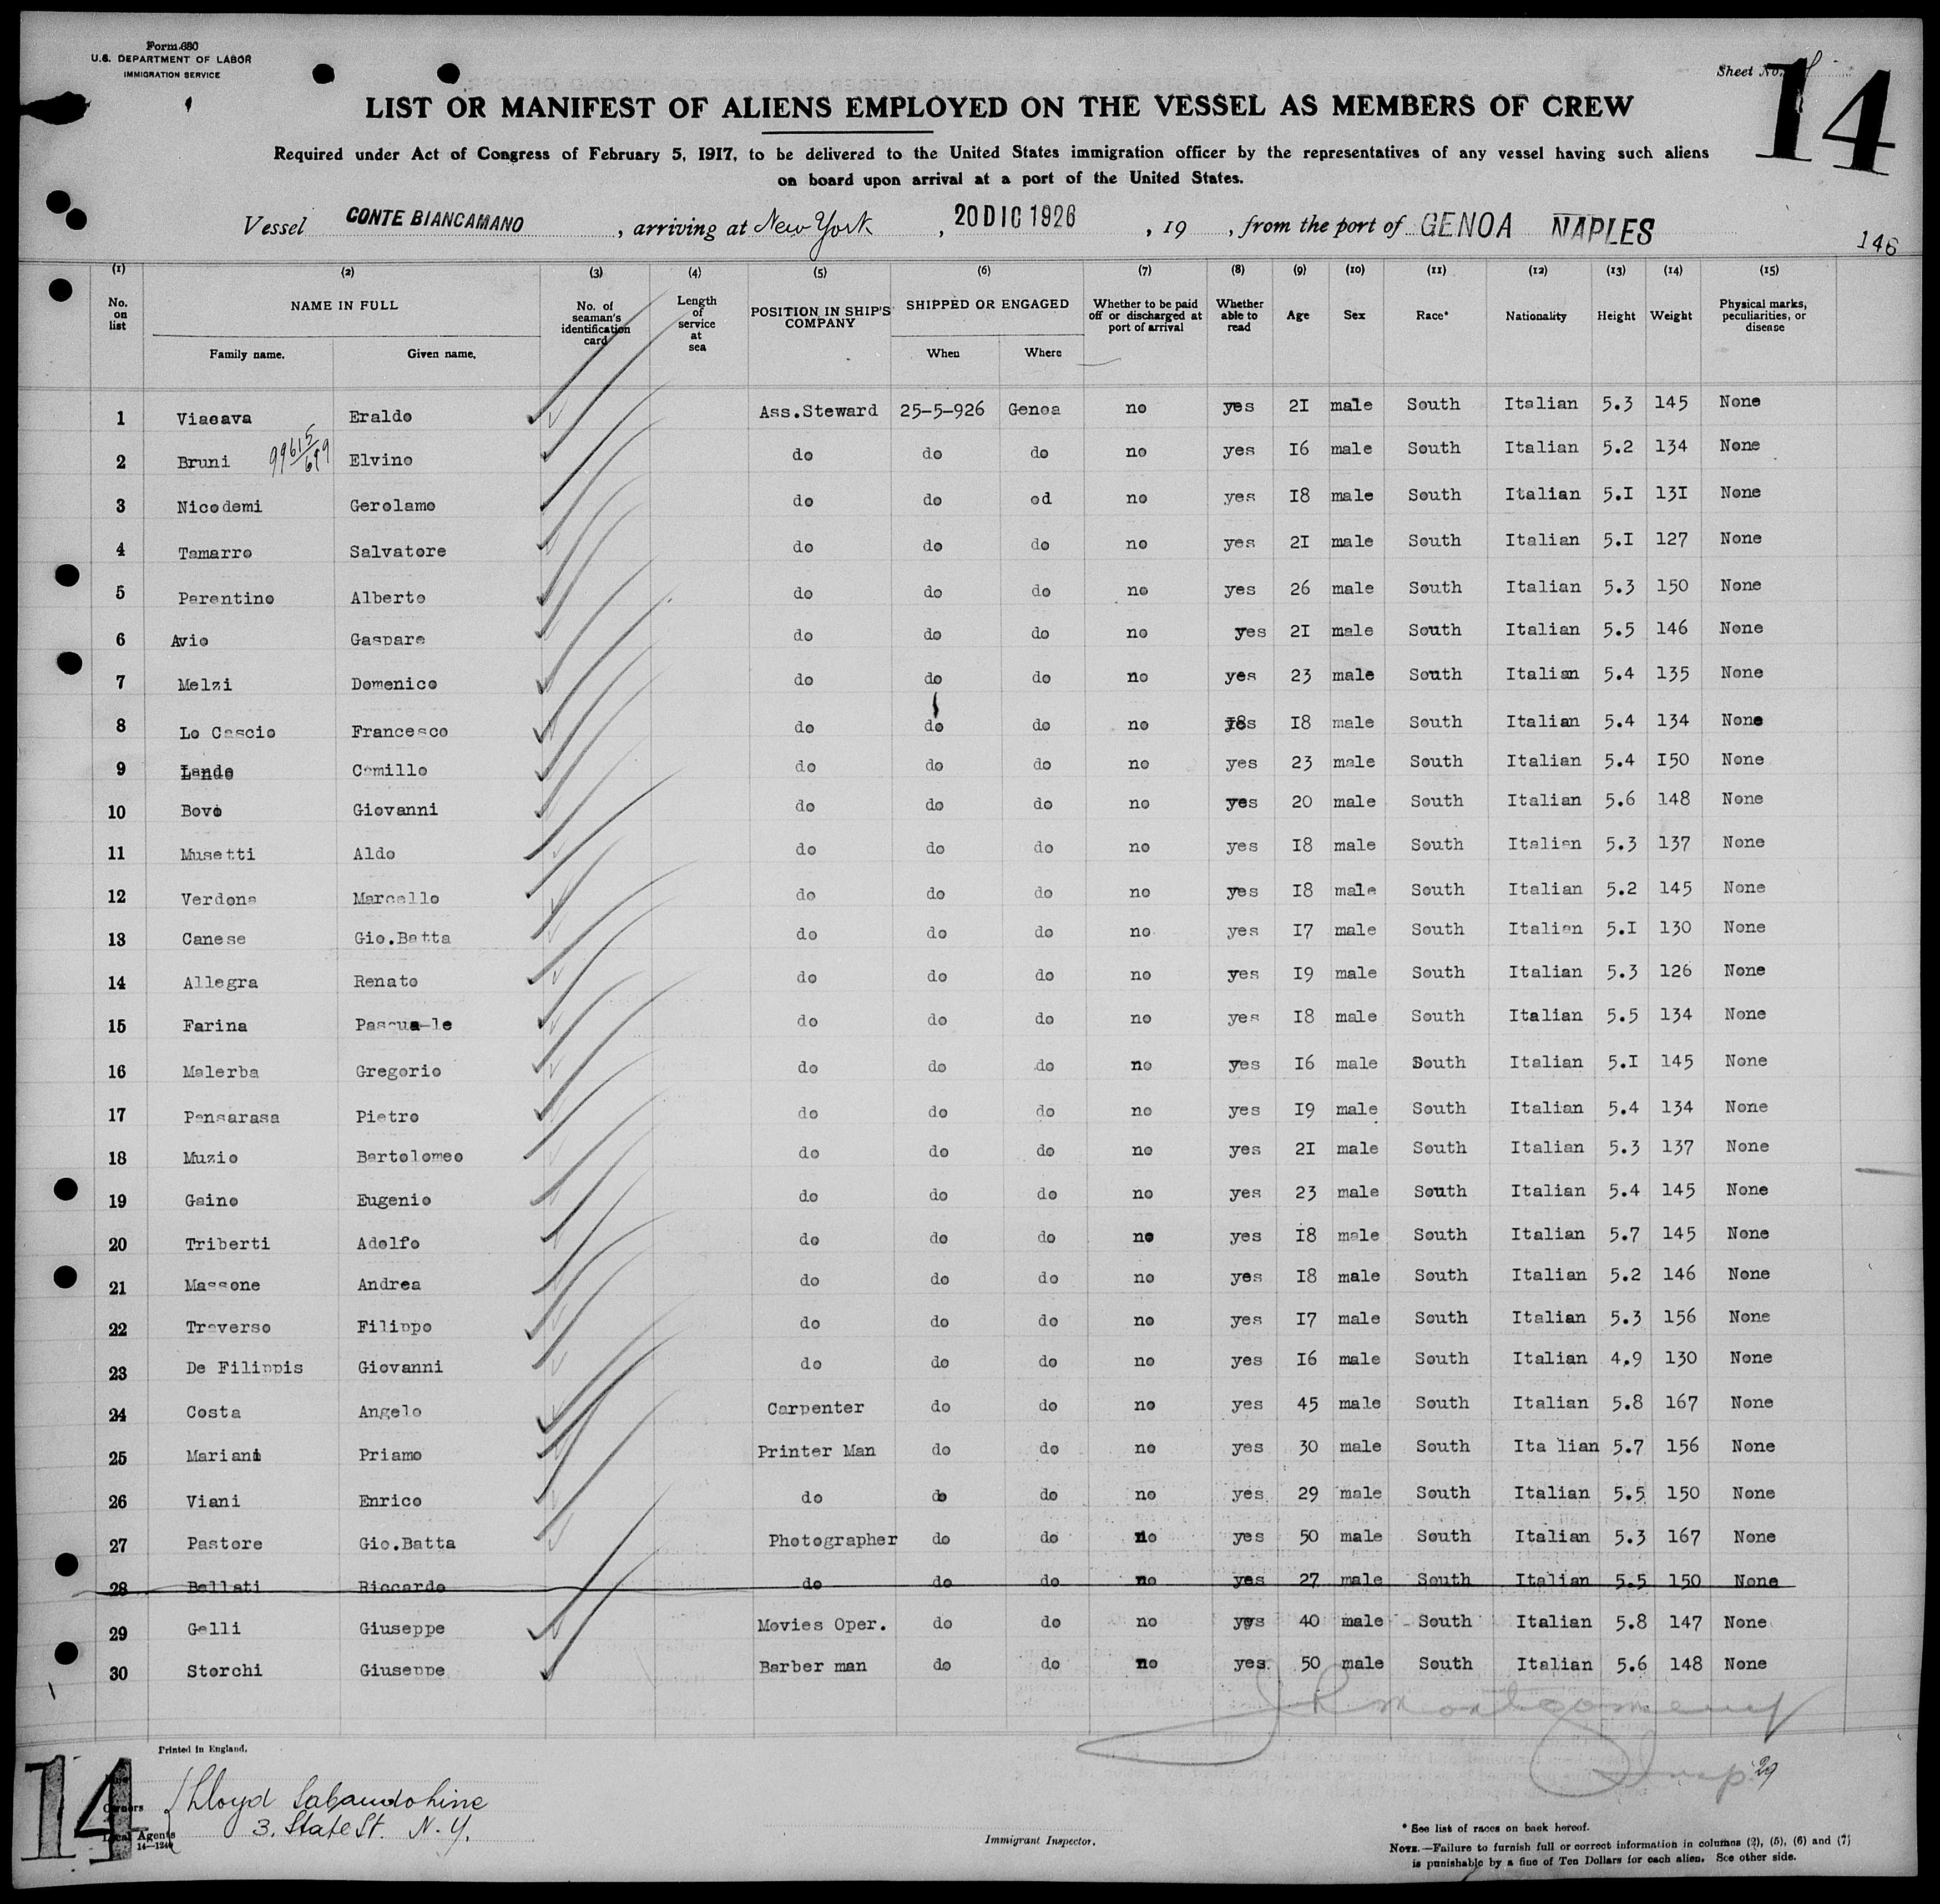 Form 680
U.S. DEPARTMENT OF LABOR
IMMIGRATION SERVICE
Sheet No.
14
LIST OR MANIFEST OF ALIENS EMPLOYED ON THE VESSEL AS MEMBERS OF CREW
Required under Act of Congress of February 5, 1917, to be delivered to the United States immigration officer by the representatives of any vessel having such aliens
on board upon arrival at a port of the United States.
Vessel CONTE BIANCAMANO, arriving at New York, 20 DIC 1926, 19 , from the port of GENOA NAPLES
146
(1) (2) (3) (4) (5) (6) (7) (8) (9) (10) (11) (12) (13) (14) (15)
No. on list NAME IN FULL Family name. Given name. No. of seaman's identification card Length of service at sea POSITION IN SHIP'S COMPANY SHIPPED OR ENGAGED When Where Whether to be paid off or discharged at port of arrival Whether able to read Age Sex Race* Nationality Height Weight Physical marks, peculiarities, or disease
1 Viacava Eraldo Ass.Steward 25-5-926 Genoa no yes 21 male South Italian 5.3 145 None
2 Bruni 99615/699 Elvino do do do no yes 16 male South Italian 5.2 134 None
3 Nicodemi Gerolamo do do od no yes 18 male South Italian 5.1 131 None
4 Tamarro Salvatore do do do no yes 21 male South Italian 5.1 127 None
5 Parentino Alberto do do do no yes 26 male South Italian 5.3 150 None
6 Avio Gaspare do do do no yes 21 male South Italian 5.5 146 None
7 Melzi Domenico do do do no yes 23 male South Italian 5.4 135 None
8 Lo Cascio Francesco do do do no yes 18 male South Italian 5.4 134 None
9 Lando Camillo do do do no yes 23 male South Italian 5.4 150 None
10 Bovo Giovanni do do do no yes 20 male South Italian 5.6 148 None
11 Musetti Aldo do do do no yes 18 male South Italian 5.3 137 None
12 Verdona Marcello do do do no yes 18 male South Italian 5.2 145 None
13 Canese Gio.Batta do do do no yes 17 male South Italian 5.1 130 None
14 Allegra Renato do do do no yes 19 male South Italian 5.3 126 None
15 Farina Pasqua-le do do do no yes 18 male South Italian 5.5 134 None
16 Malerba Gregorio do do do no yes 16 male South Italian 5.1 145 None
17 Pansarasa Pietro do do do no yes 19 male South Italian 5.4 134 None
18 Muzio Bartolomeo do do do no yes 21 male South Italian 5.3 137 None
19 Gaino Eugenio do do do no yes 23 male South Italian 5.4 145 None
20 Triberti Adolfo do do do no yes 18 male South Italian 5.7 145 None
21 Massone Andrea do do do no yes 18 male South Italian 5.2 146 None
22 Traverso Filippo do do do no yes 17 male South Italian 5.3 156 None
23 De Filippis Giovanni do do do no yes 16 male South Italian 4.9 130 None
24 Costa Angelo Carpenter do do no yes 45 male South Italian 5.8 167 None
25 Mariani Priamo Printer Man do do no yes 30 male South Ita lian 5.7 156 None
26 Viani Enrico do do do no yes 29 male South Italian 5.5 150 None
27 Pastore Gio.Batta Photographer do do no yes 50 male South Italian 5.3 167 None
28 Bellati Riccardo do do do no yes 27 male South Italian 5.5 150 None
29 Galli Giuseppe Movies Oper. do do no yes 40 male South Italian 5.8 147 None
30 Storchi Giuseppe Barber man do do no yes 50 male South Italian 5.6 148 None
JR Montgomery
Insp. 29
Printed in England.
14
Owners
Local Agents
14-1240
Lloyd Sabaudo Line
3. State St. N.Y.
Immigrant Inspector.
* See list of races on back hereof.
NOTE.—Failure to furnish full or correct information in columns (2), (5), (6) and (7)
is punishable by a fine of Ten Dollars for each alien. See other side.